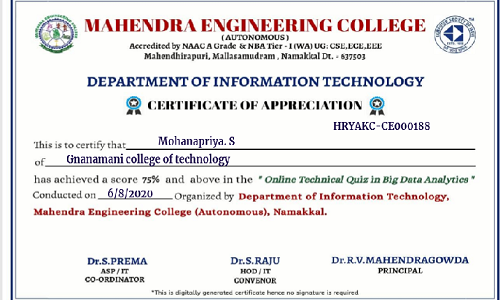 MAHENDRA ENGINEERING COLLEGE
( AUTONOMOUS )
Accredited by NAAC A Grade & NBA Tier - I (WA) UG: CSE,ECE,EEE
Mahendhirapuri, Mallasamudram, Namakkal Dt. - 637503
DEPARTMENT OF INFORMATION TECHNOLOGY
CERTIFICATE OF APPRECIATION
HRYAKC-CE000188
This is to certify that Mohanapriya. S
of Gnanamani college of technology
has achieved a score 75% and above in the " Online Technical Quiz in Big Data Analytics "
Conducted on 6/8/2020 Organized by Department of Information Technology,
Mahendra Engineering College (Autonomous), Namakkal.
Dr.S.PREMA Dr.S.RAJU Dr.R.V.MAHENDRAGOWDA
ASP / IT HOD / IT PRINCIPAL
CO-ORDINATOR CONVENOR
*This is digitally generated certificate hence no signature is required